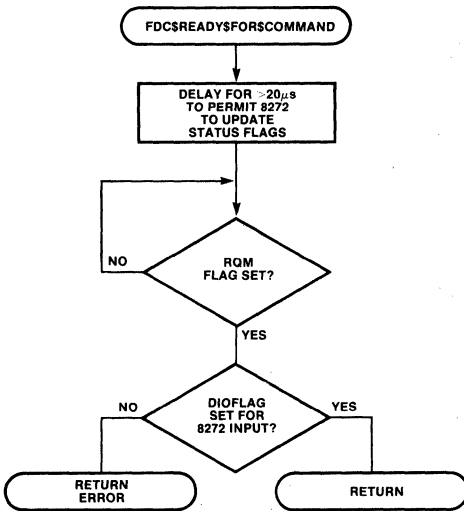 FDC$READY$FOR$COMMAND
DELAY FOR >20µs
TO PERMIT 8272
TO UPDATE
STATUS FLAGS
NO
RQM
FLAG SET?
YES
NO
DIOFLAG
SET FOR
8272 INPUT?
YES
RETURN
ERROR
RETURN